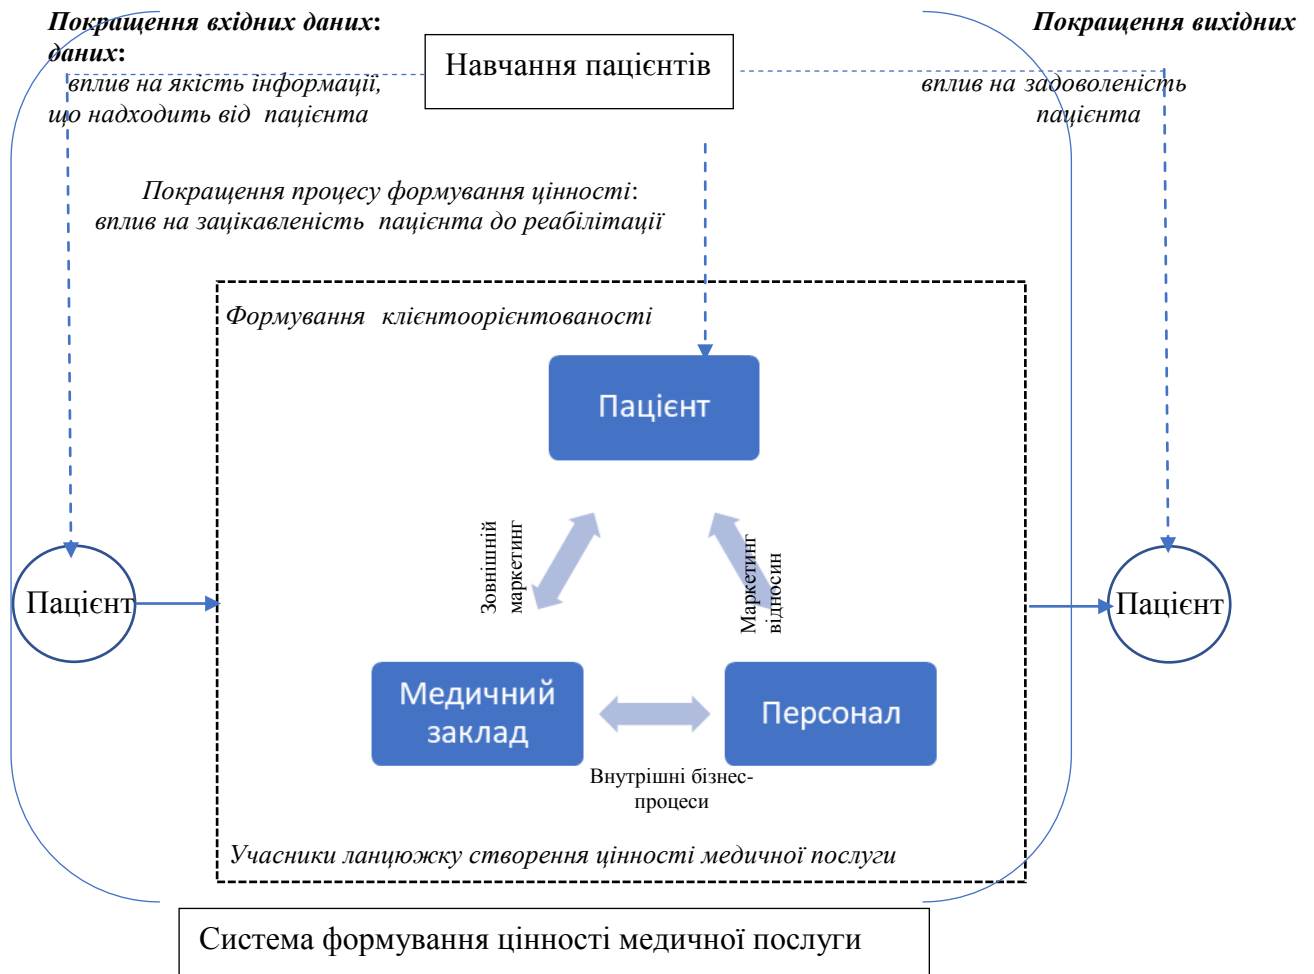 Покращення вхідних даних: Покращення вихідних
даних:
Навчання пацієнтів
вплив на якість інформації,
що надходить від пацієнта
вплив на задоволеність
пацієнта
Покращення процесу формування цінності:
вплив на зацікавленість пацієнта до реабілітації
Формування клієнтоорієнтованості
Пацієнт
Зовнішній
маркетинг
Маркетинг
відносин
Пацієнт
Пацієнт
Медичний
заклад
Персонал
Внутрішні бізнес-
процеси
Учасники ланцюжку створення цінності медичної послуги
Система формування цінності медичної послуги